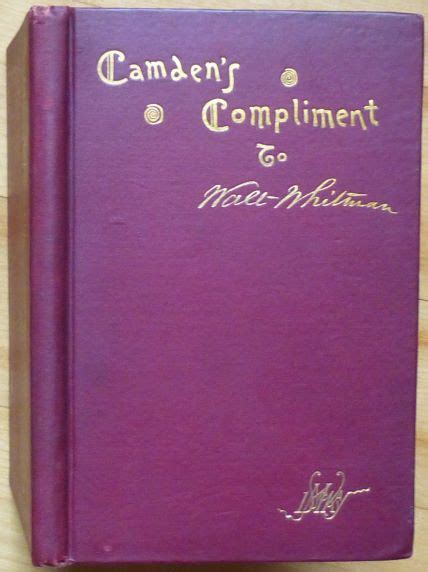 Camden's
Compliment
To
Walt Whitman